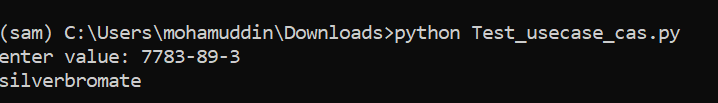 (sam) C:\Users\mohamuddin\Downloads>python Test_usecase_cas.py
enter value: 7783-89-3
silverbromate